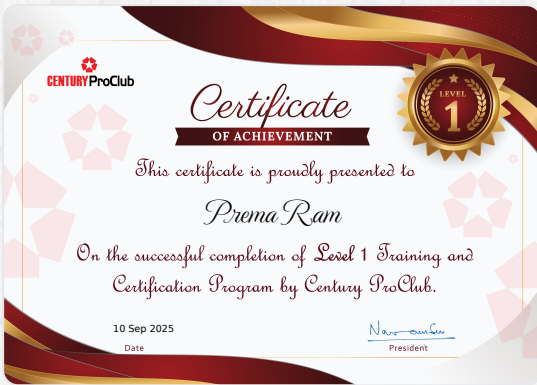 CENTURY ProClub
LEVEL
1
Certificate
OF ACHIEVEMENT
This certificate is proudly presented to
Prema Ram
On the successful completion of Level 1 Training and
Certification Program by Century ProClub.
10 Sep 2025
Date
President